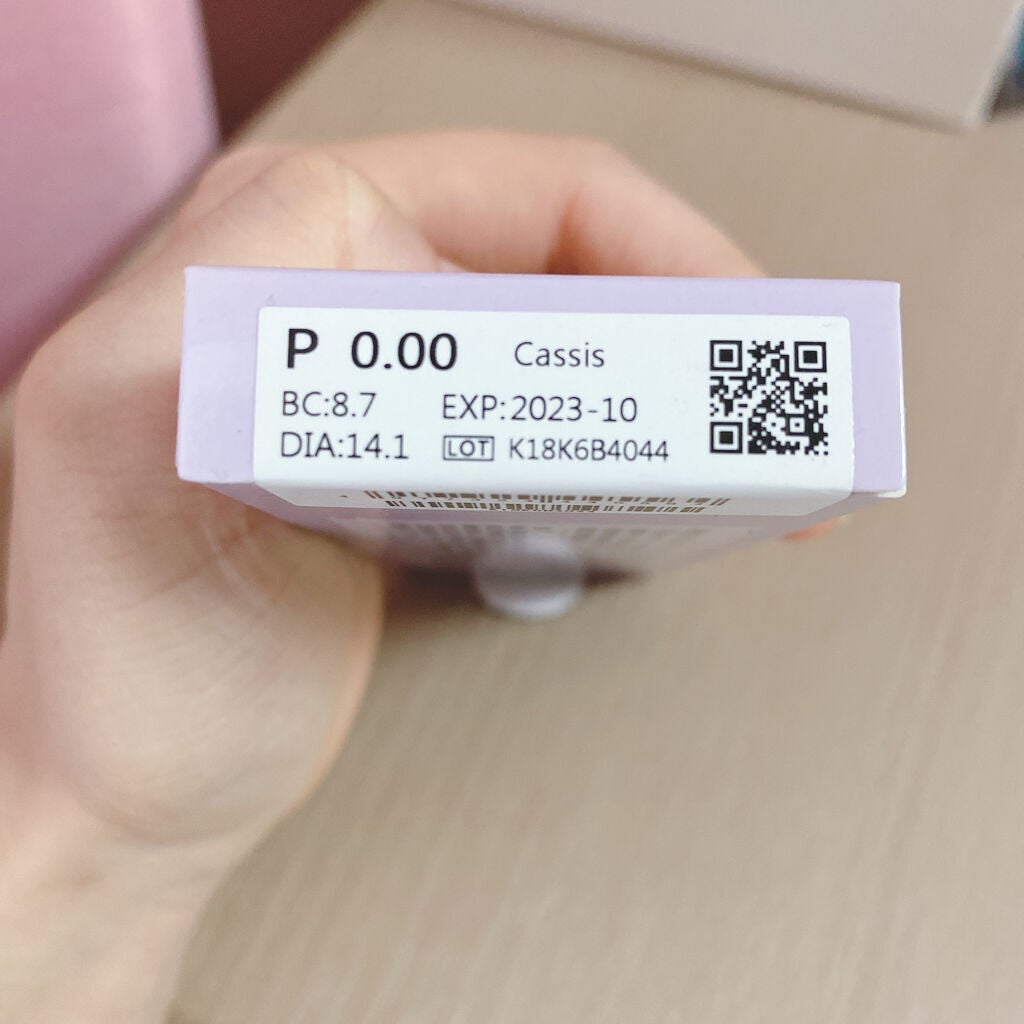 P 0.00 Cassis
BC:8.7 EXP:2023-10
DIA:14.1 LOT K18K6B4044